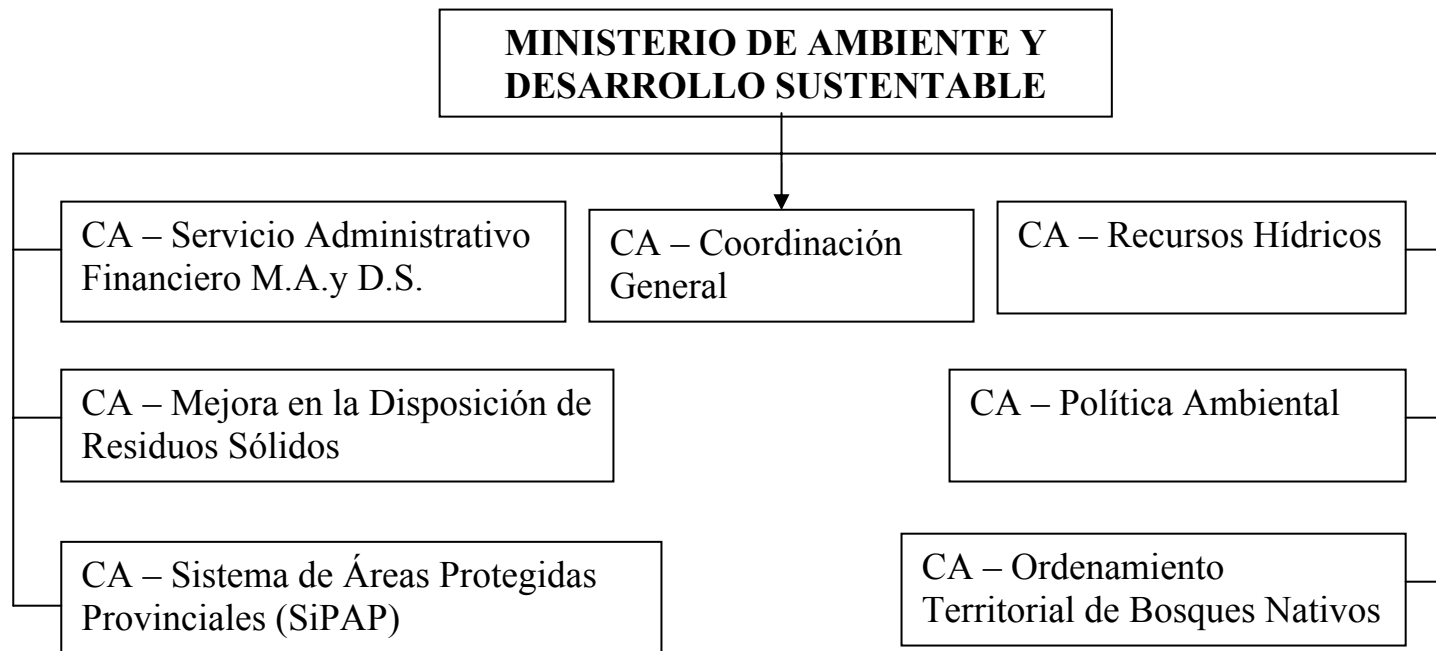 MINISTERIO DE AMBIENTE Y
DESARROLLO SUSTENTABLE
CA – Servicio Administrativo
Financiero M.A.y D.S.
CA – Coordinación
General
CA – Recursos Hídricos
CA – Mejora en la Disposición de
Residuos Sólidos
CA – Política Ambiental
CA – Sistema de Áreas Protegidas
Provinciales (SiPAP)
CA – Ordenamiento
Territorial de Bosques Nativos